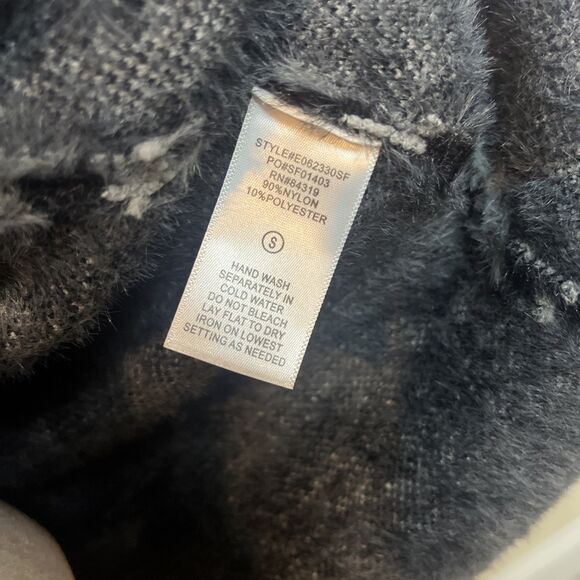 STYLE#E062330SF
PO#SF01403
RN#84319
90%NYLON
10%POLYESTER
S
HAND WASH
SEPARATELY IN
COLD WATER
DO NOT BLEACH
LAY FLAT TO DRY
IRON ON LOWEST
SETTING AS NEEDED